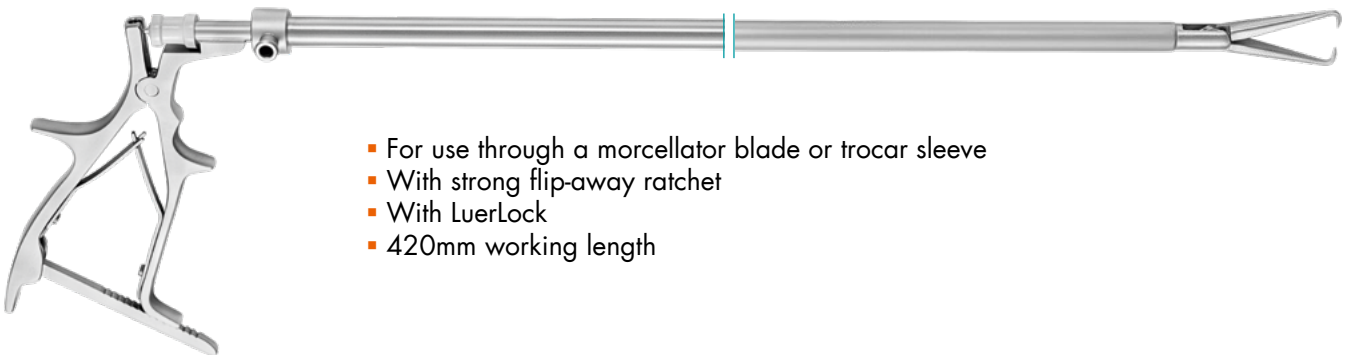 ▪ For use through a morcellator blade or trocar sleeve
▪ With strong flip-away ratchet
▪ With LuerLock
▪ 420mm working length